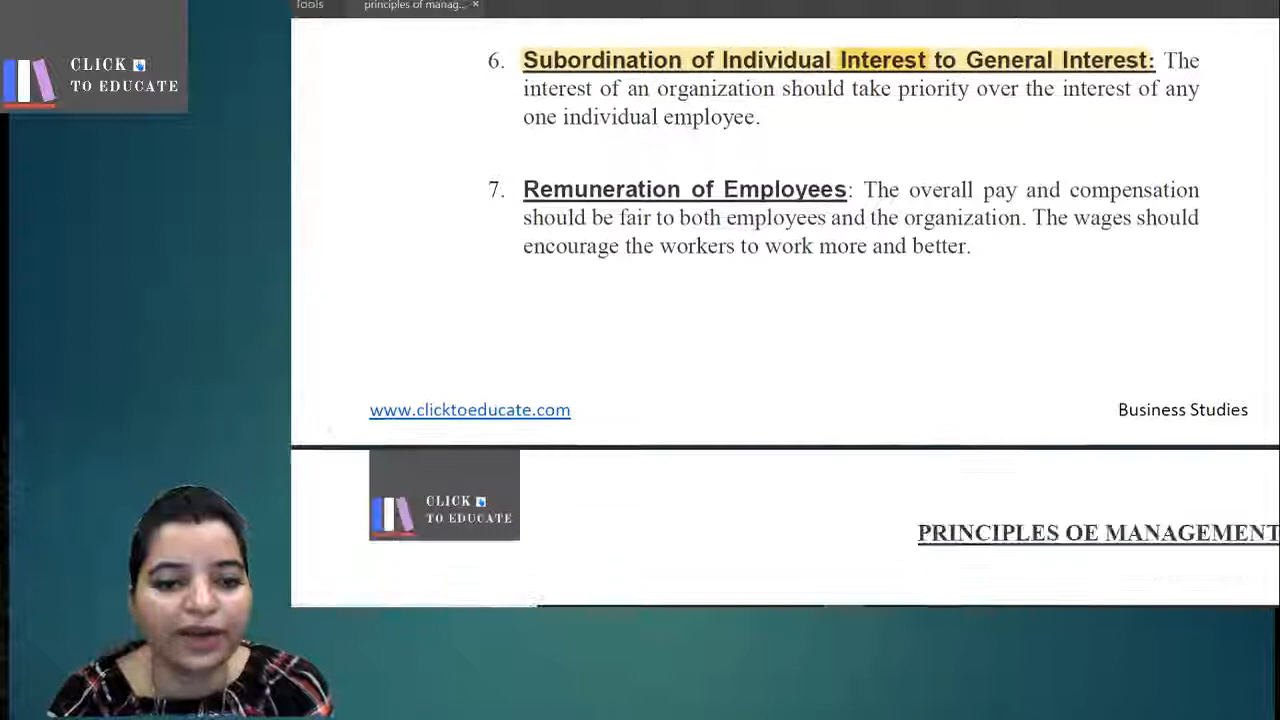 Tools principles of manag... ×
CLICK
TO EDUCATE
6. Subordination of Individual Interest to General Interest: The
interest of an organization should take priority over the interest of any
one individual employee.
7. Remuneration of Employees: The overall pay and compensation
should be fair to both employees and the organization. The wages should
encourage the workers to work more and better.
www.clicktoeducate.com Business Studies
CLICK
TO EDUCATE
PRINCIPLES OF MANAGEMENT